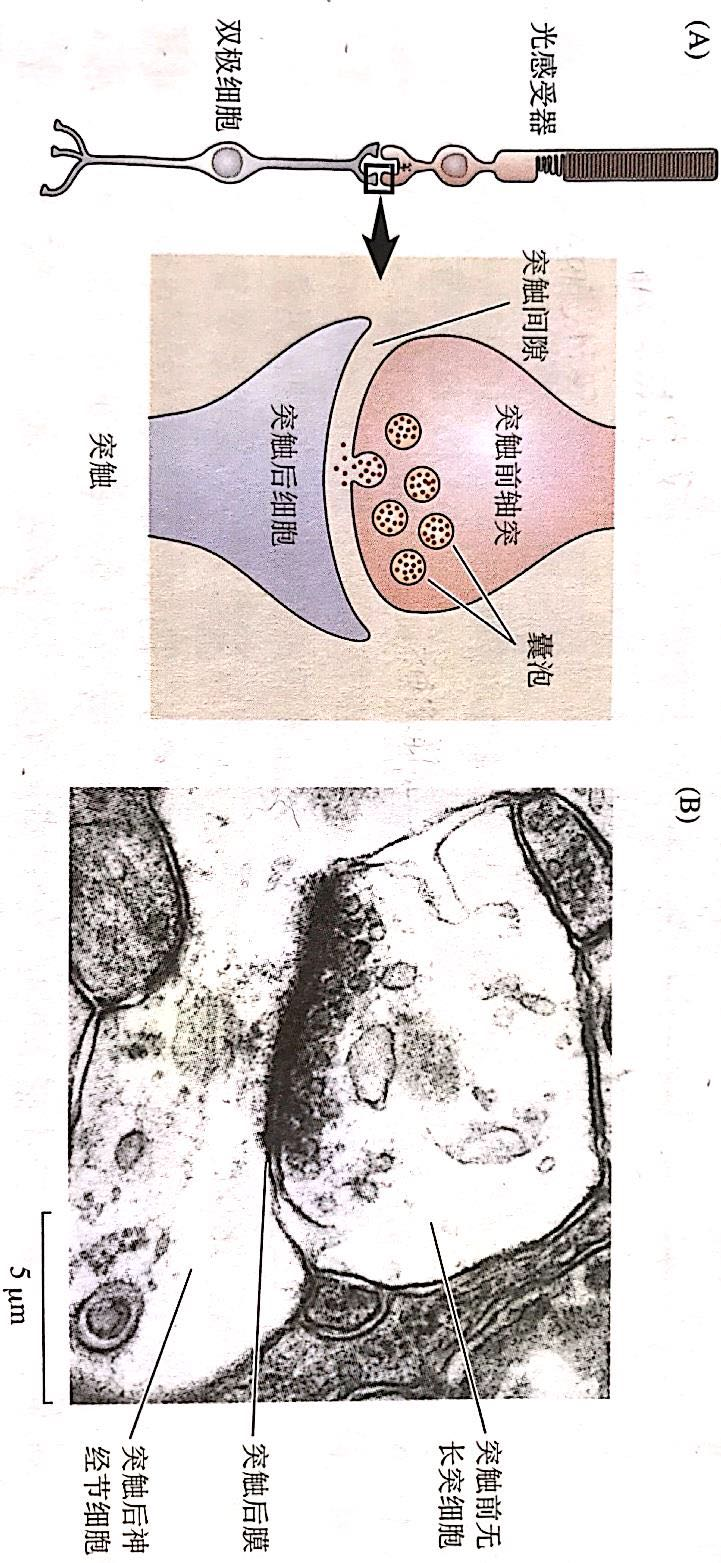 (A)
光感受器
双极细胞
突触间隙
突触前轴突
囊泡
突触后细胞
突触
(B)
突触前无
长突细胞
突触后膜
突触后神
经节细胞
5 μm